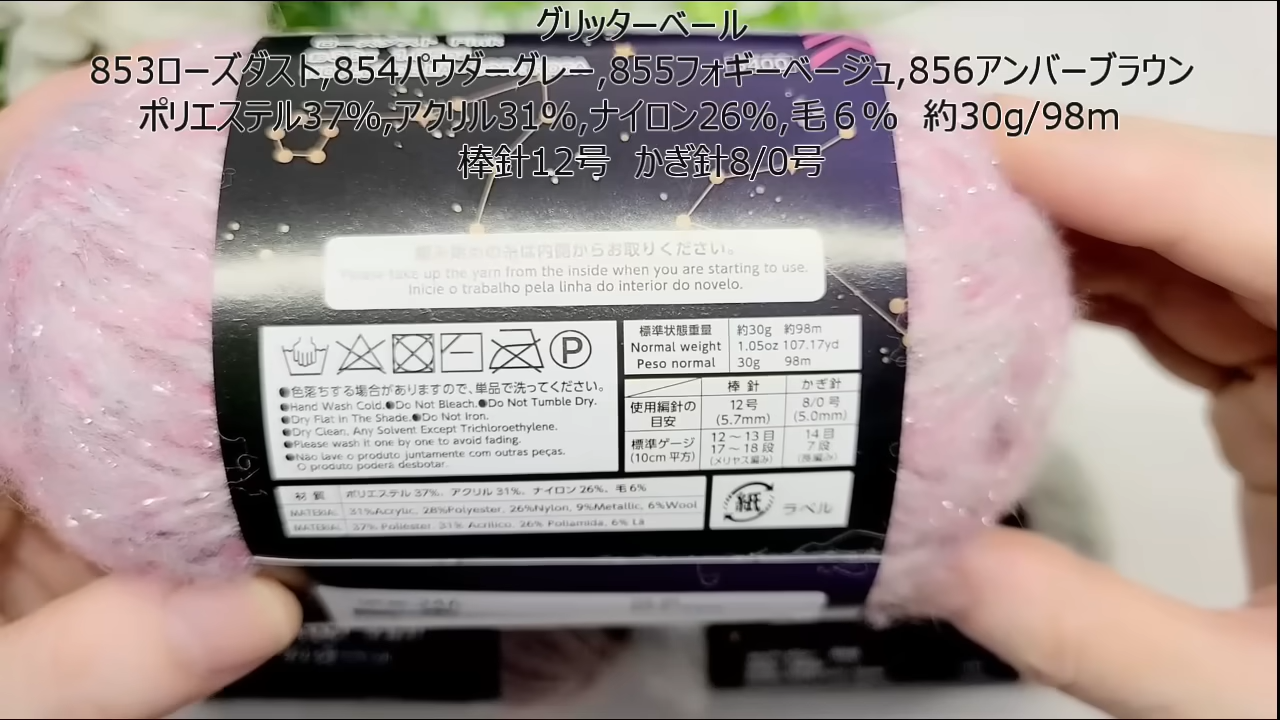 グリッターベール
853ローズダスト,854パウダーグレー,855フォギーベージュ,856アンバーブラウン
ポリエステル37%,アクリル31%,ナイロン26%,毛６％ 約30g/98m
棒針12号 かぎ針8/0号
糸は内側からお取りください。
Please take up the yarn from the inside when you are starting to use.
Inicie o trabalho pela linha do interior do novelo.
P
●色落ちする場合がありますので、単品で洗ってください。
●Hand Wash Cold.●Do Not Bleach.●Do Not Tumble Dry.
●Dry Flat In The Shade.●Do Not Iron.
●Dry Clean, Any Solvent Except Trichloroethylene.
●Please wash it one by one to avoid fading.
●Não lave o produto juntamente com outras peças.
O produto poderá desbotar.
標準状態重量 約30g 約98m
Normal weight 1.05oz 107.17yd
Peso normal 30g 98m
棒針 かぎ針
使用編針の目安 12号 (5.7mm) 8/0号 (5.0mm)
標準ゲージ (10cm平方) 12～13目 17～18段 (メリヤス編み) 14目 7段 (長編み)
材質 ポリエステル37%、アクリル31%、ナイロン26%、毛6%
MATERIAL 31%Acrylic, 28%Polyester, 26%Nylon, 9%Metallic, 6%Wool
MATERIAL 37% Poliester, 31% Acrilico, 26% Poliamida, 6% Lã
紙 ラベル